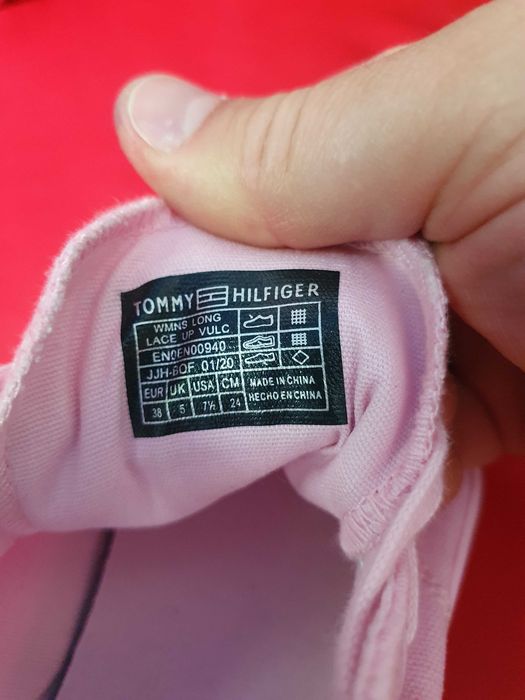 TOMMY HILFIGER
WMNS LONG
LACE UP VULC
EN0EN00940
JJH-BOF 01/20
EUR UK USA CM
38 5 7½ 24
MADE IN CHINA
HECHO EN CHINA